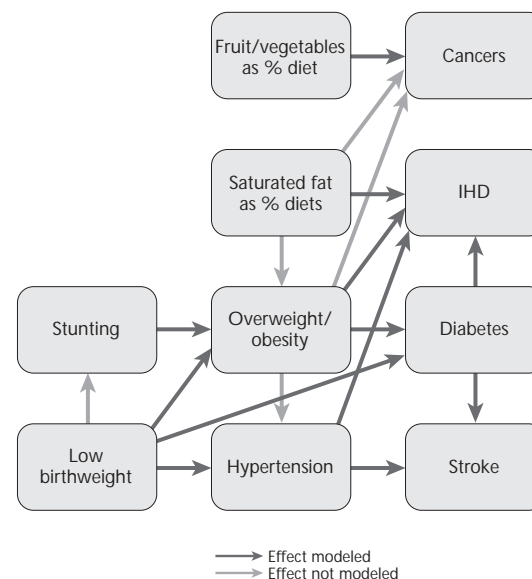 Fruit/vegetables
as % diet
Cancers
Saturated fat
as % diets
IHD
Stunting
Overweight/
obesity
Diabetes
Low
birthweight
Hypertension
Stroke
Effect modeled
Effect not modeled